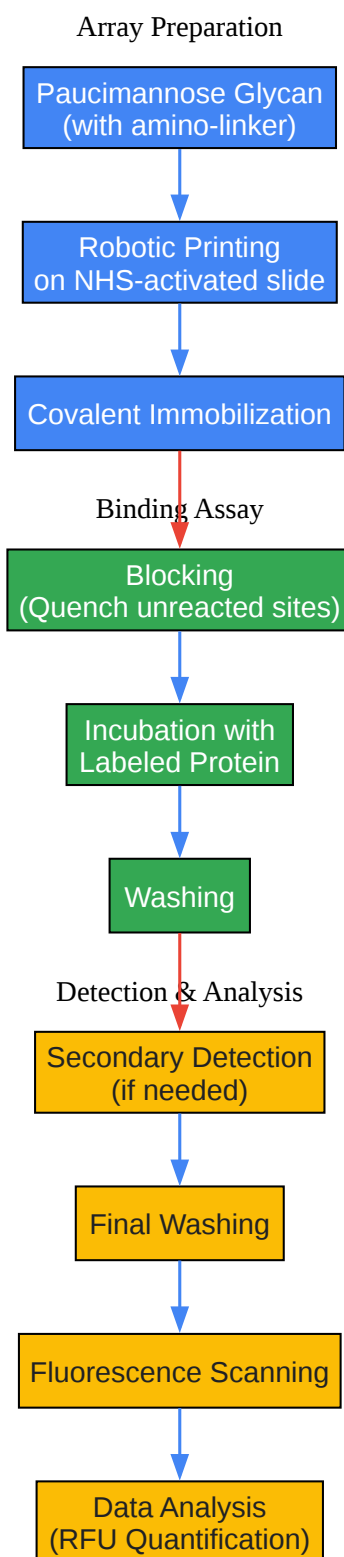 Array Preparation
Paucimannose Glycan
(with amino-linker)
Robotic Printing
on NHS-activated slide
Covalent Immobilization
Binding Assay
Blocking
(Quench unreacted sites)
Incubation with
Labeled Protein
Washing
Detection & Analysis
Secondary Detection
(if needed)
Final Washing
Fluorescence Scanning
Data Analysis
(RFU Quantification)